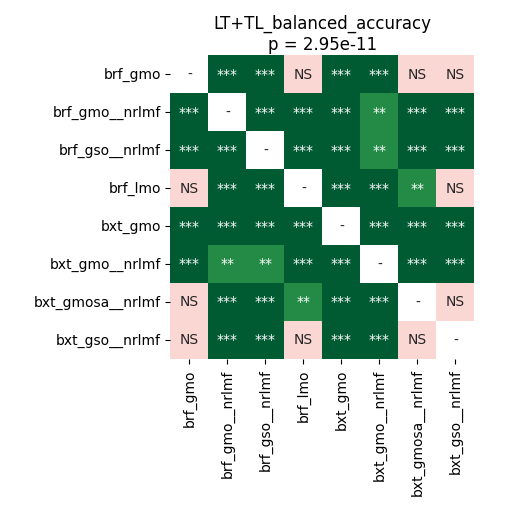 LT+TL_balanced_accuracy
p = 2.95e-11
brf_gmo - *** *** NS *** *** NS NS
brf_gmo__nrlmf *** - *** *** *** ** *** ***
brf_gso__nrlmf *** *** - *** *** ** *** ***
brf_lmo NS *** *** - *** *** ** NS
bxt_gmo *** *** *** *** - *** *** ***
bxt_gmo__nrlmf *** ** ** *** *** - *** ***
bxt_gmosa__nrlmf NS *** *** ** *** *** - NS
bxt_gso__nrlmf NS *** *** NS *** *** NS -
brf_gmo
brf_gmo__nrlmf
brf_gso__nrlmf
brf_lmo
bxt_gmo
bxt_gmo__nrlmf
bxt_gmosa__nrlmf
bxt_gso__nrlmf